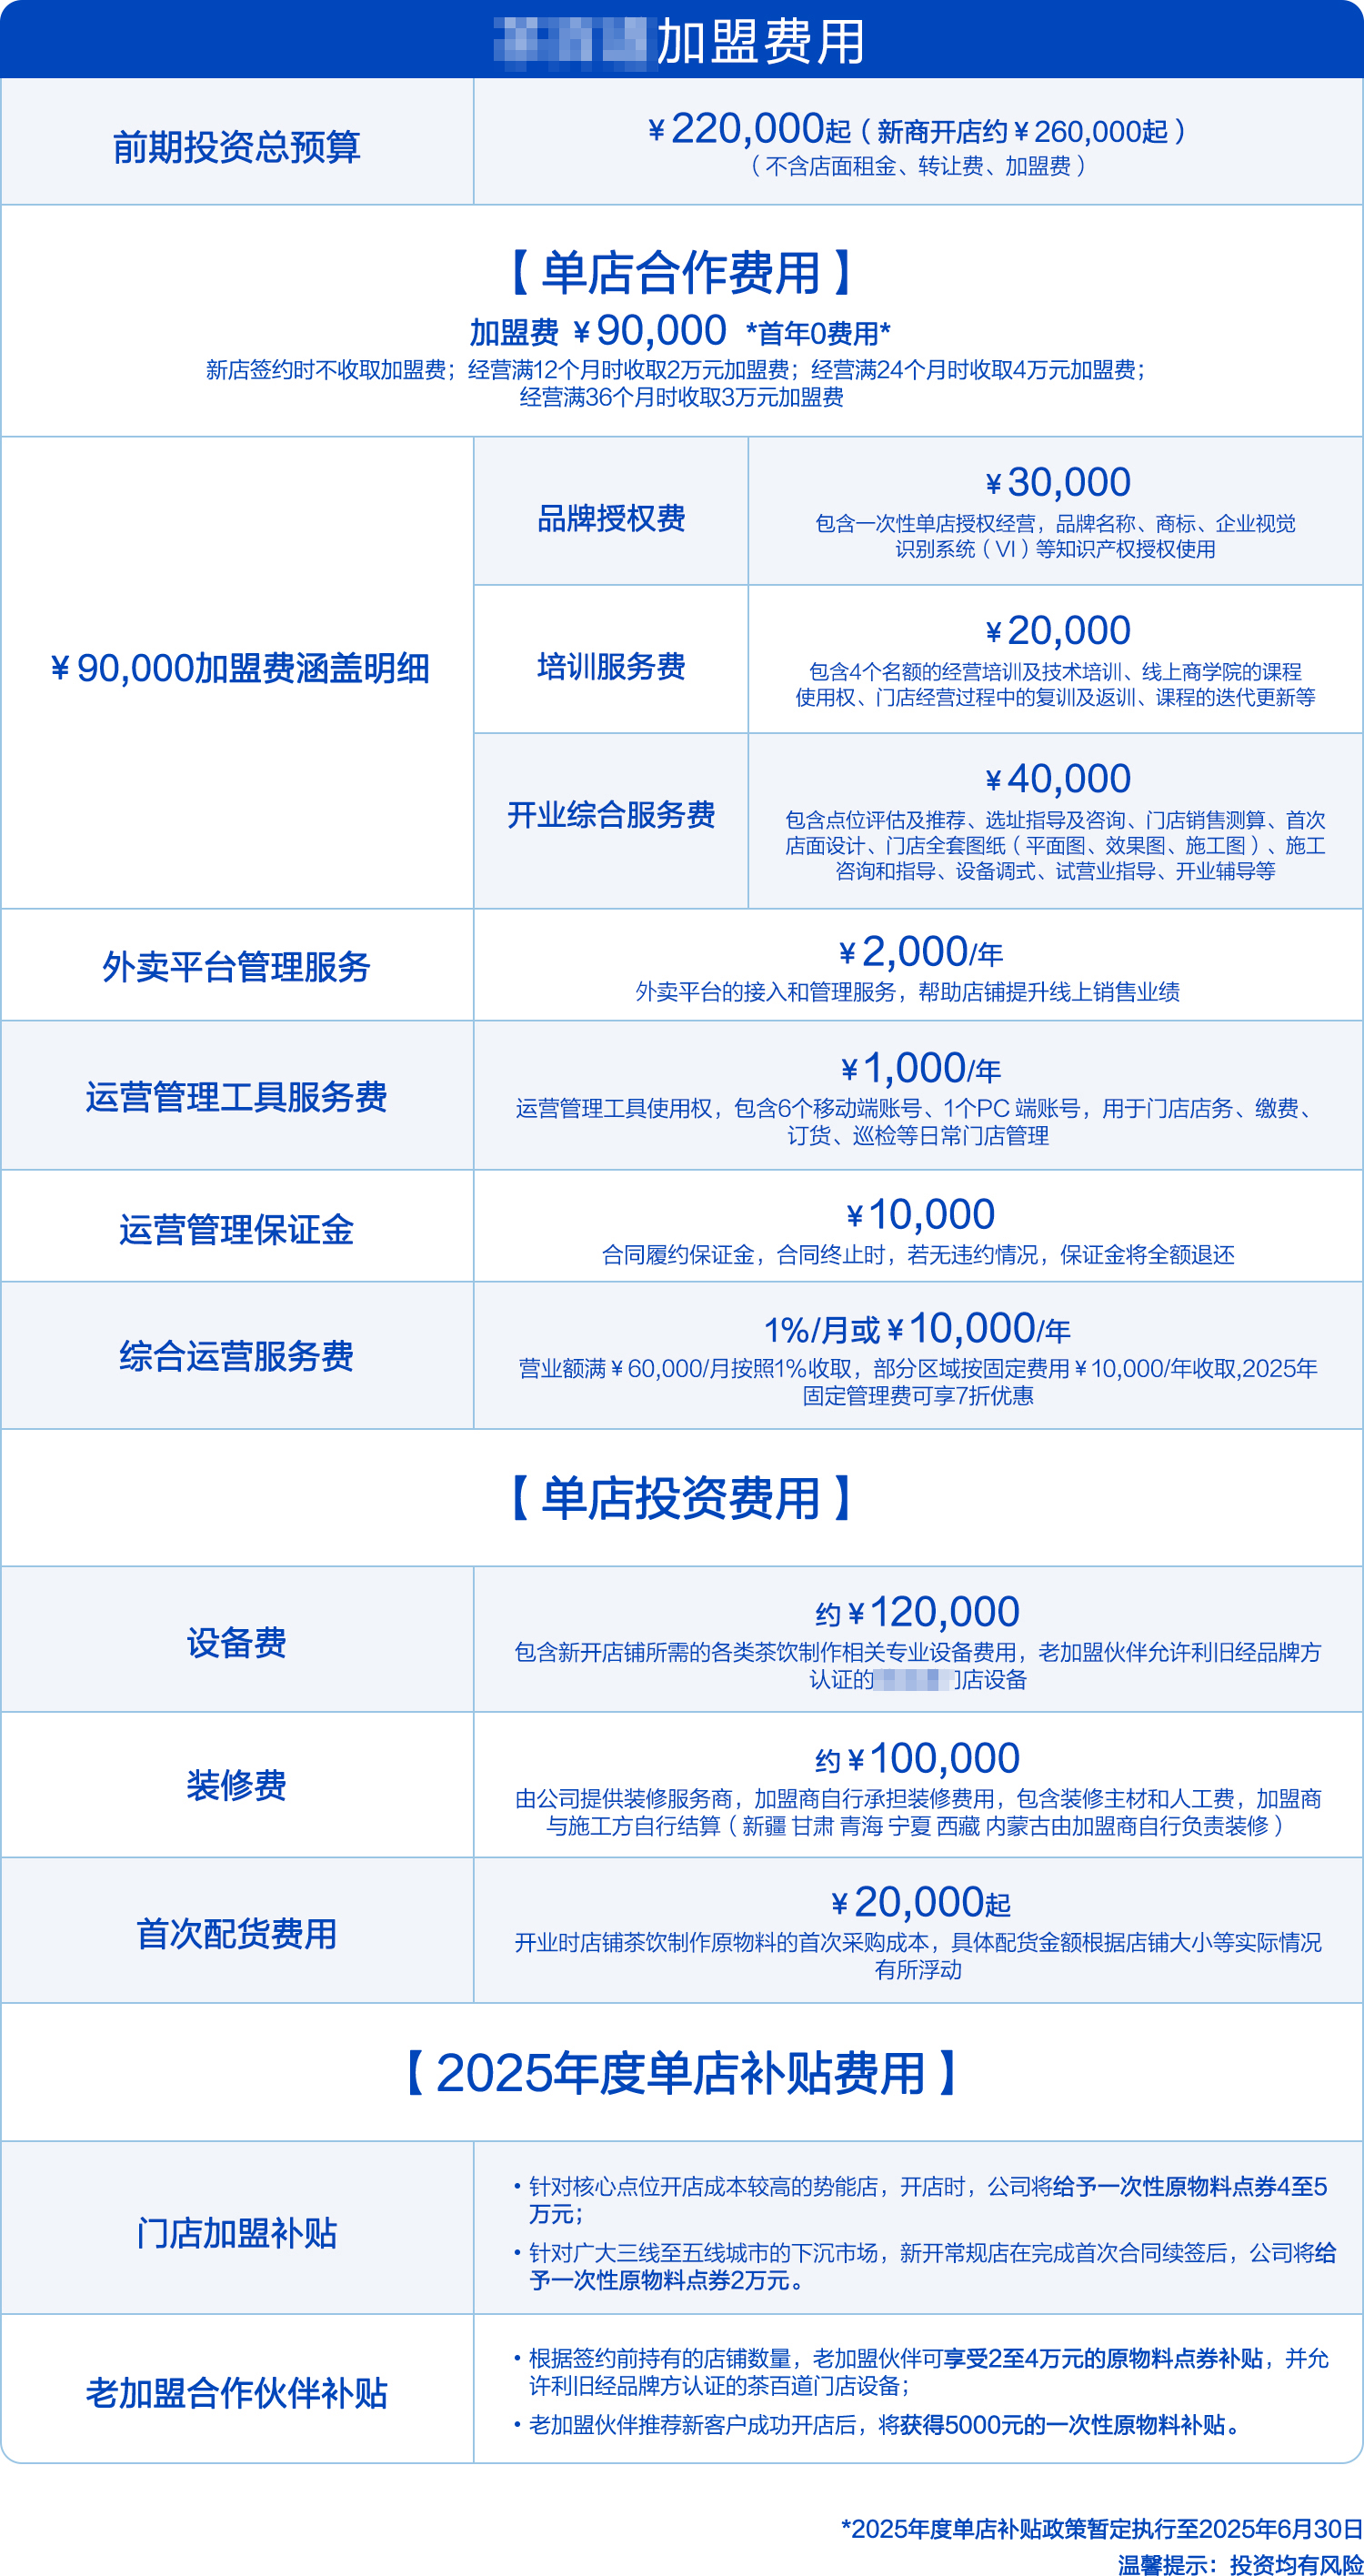 加盟费用
前期投资总预算
¥220,000起（新商开店约¥260,000起）
（不含店面租金、转让费、加盟费）
【单店合作费用】
加盟费 ¥90,000 *首年0费用*
新店签约时不收取加盟费；经营满12个月时收取2万元加盟费；经营满24个月时收取4万元加盟费；
经营满36个月时收取3万元加盟费
¥90,000加盟费涵盖明细
品牌授权费
¥30,000
包含一次性单店授权经营，品牌名称、商标、企业视觉
识别系统（VI）等知识产权授权使用
培训服务费
¥20,000
包含4个名额的经营培训及技术培训、线上商学院的课程
使用权、门店经营过程中的复训及返训、课程的迭代更新等
开业综合服务费
¥40,000
包含点位评估及推荐、选址指导及咨询、门店销售测算、首次
店面设计、门店全套图纸（平面图、效果图、施工图）、施工
咨询和指导、设备调式、试营业指导、开业辅导等
外卖平台管理服务
¥2,000/年
外卖平台的接入和管理服务，帮助店铺提升线上销售业绩
运营管理工具服务费
¥1,000/年
运营管理工具使用权，包含6个移动端账号、1个PC 端账号，用于门店店务、缴费、
订货、巡检等日常门店管理
运营管理保证金
¥10,000
合同履约保证金，合同终止时，若无违约情况，保证金将全额退还
综合运营服务费
1%/月或¥10,000/年
营业额满¥60,000/月按照1%收取，部分区域按固定费用¥10,000/年收取,2025年
固定管理费可享7折优惠
【单店投资费用】
设备费
约¥120,000
包含新开店铺所需的各类茶饮制作相关专业设备费用，老加盟伙伴允许利旧经品牌方
认证的 门店设备
装修费
约¥100,000
由公司提供装修服务商，加盟商自行承担装修费用，包含装修主材和人工费，加盟商
与施工方自行结算（新疆 甘肃 青海 宁夏 西藏 内蒙古由加盟商自行负责装修）
首次配货费用
¥20,000起
开业时店铺茶饮制作原物料的首次采购成本，具体配货金额根据店铺大小等实际情况
有所浮动
【2025年度单店补贴费用】
门店加盟补贴
• 针对核心点位开店成本较高的势能店，开店时，公司将给予一次性原物料点券4至5
万元；
• 针对广大三线至五线城市的下沉市场，新开常规店在完成首次合同续签后，公司将给
予一次性原物料点券2万元。
老加盟合作伙伴补贴
• 根据签约前持有的店铺数量，老加盟伙伴可享受2至4万元的原物料点券补贴，并允
许利旧经品牌方认证的茶百道门店设备；
• 老加盟伙伴推荐新客户成功开店后，将获得5000元的一次性原物料补贴。
*2025年度单店补贴政策暂定执行至2025年6月30日
温馨提示：投资均有风险